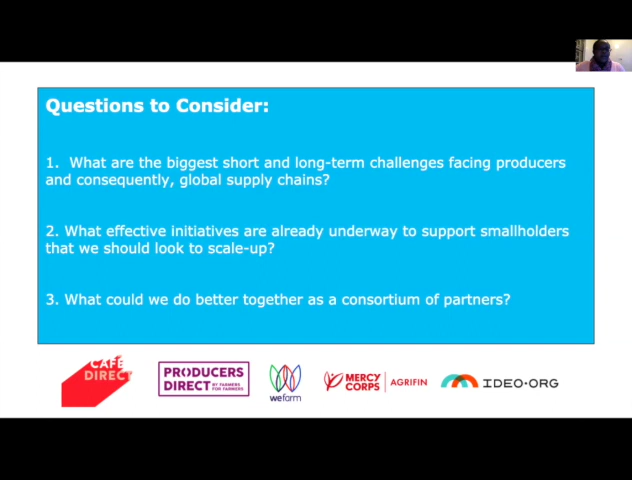 Questions to Consider:
1. What are the biggest short and long-term challenges facing producers
and consequently, global supply chains?
2. What effective initiatives are already underway to support smallholders
that we should look to scale-up?
3. What could we do better together as a consortium of partners?
CAFÉ
DIRECT
PRODUCERS
DIRECT
BY FARMERS
FOR FARMERS
wefarm
MERCY
CORPS
AGRIFIN
IDEO.ORG